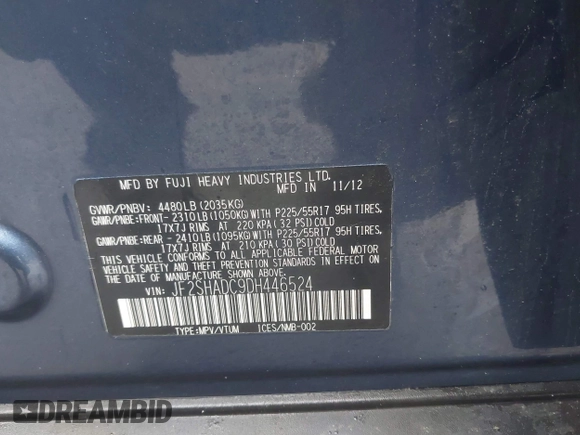 MFD BY FUJI HEAVY INDUSTRIES LTD.
MFD. IN 11/12
GVWR/PNBV: 4480LB(2035KG)
GAWR/PNBE:FRONT-2310LB(1050KG)WITH P225/55R17 95H TIRES,
17X7J RIMS AT 220 KPA(32 PSI)COLD
GAWR/PNBE:REAR -2410LB(1095KG)WITH P225/55R17 95H TIRES,
17X7J RIMS AT 210 KPA(30 PSI)COLD
THIS VEHICLE CONFORMS TO ALL APPLICABLE FEDERAL MOTOR
VEHICLE SAFETY, BUMPER, AND THEFT PREVENTION STANDARDS
IN EFFECT ON THE DATE OF MANUFACTURE SHOWN ABOVE.
VIN: JF2SHADC9DH446524
TYPE:MPV/VTUM ICES/NMB-002
DREAMBID